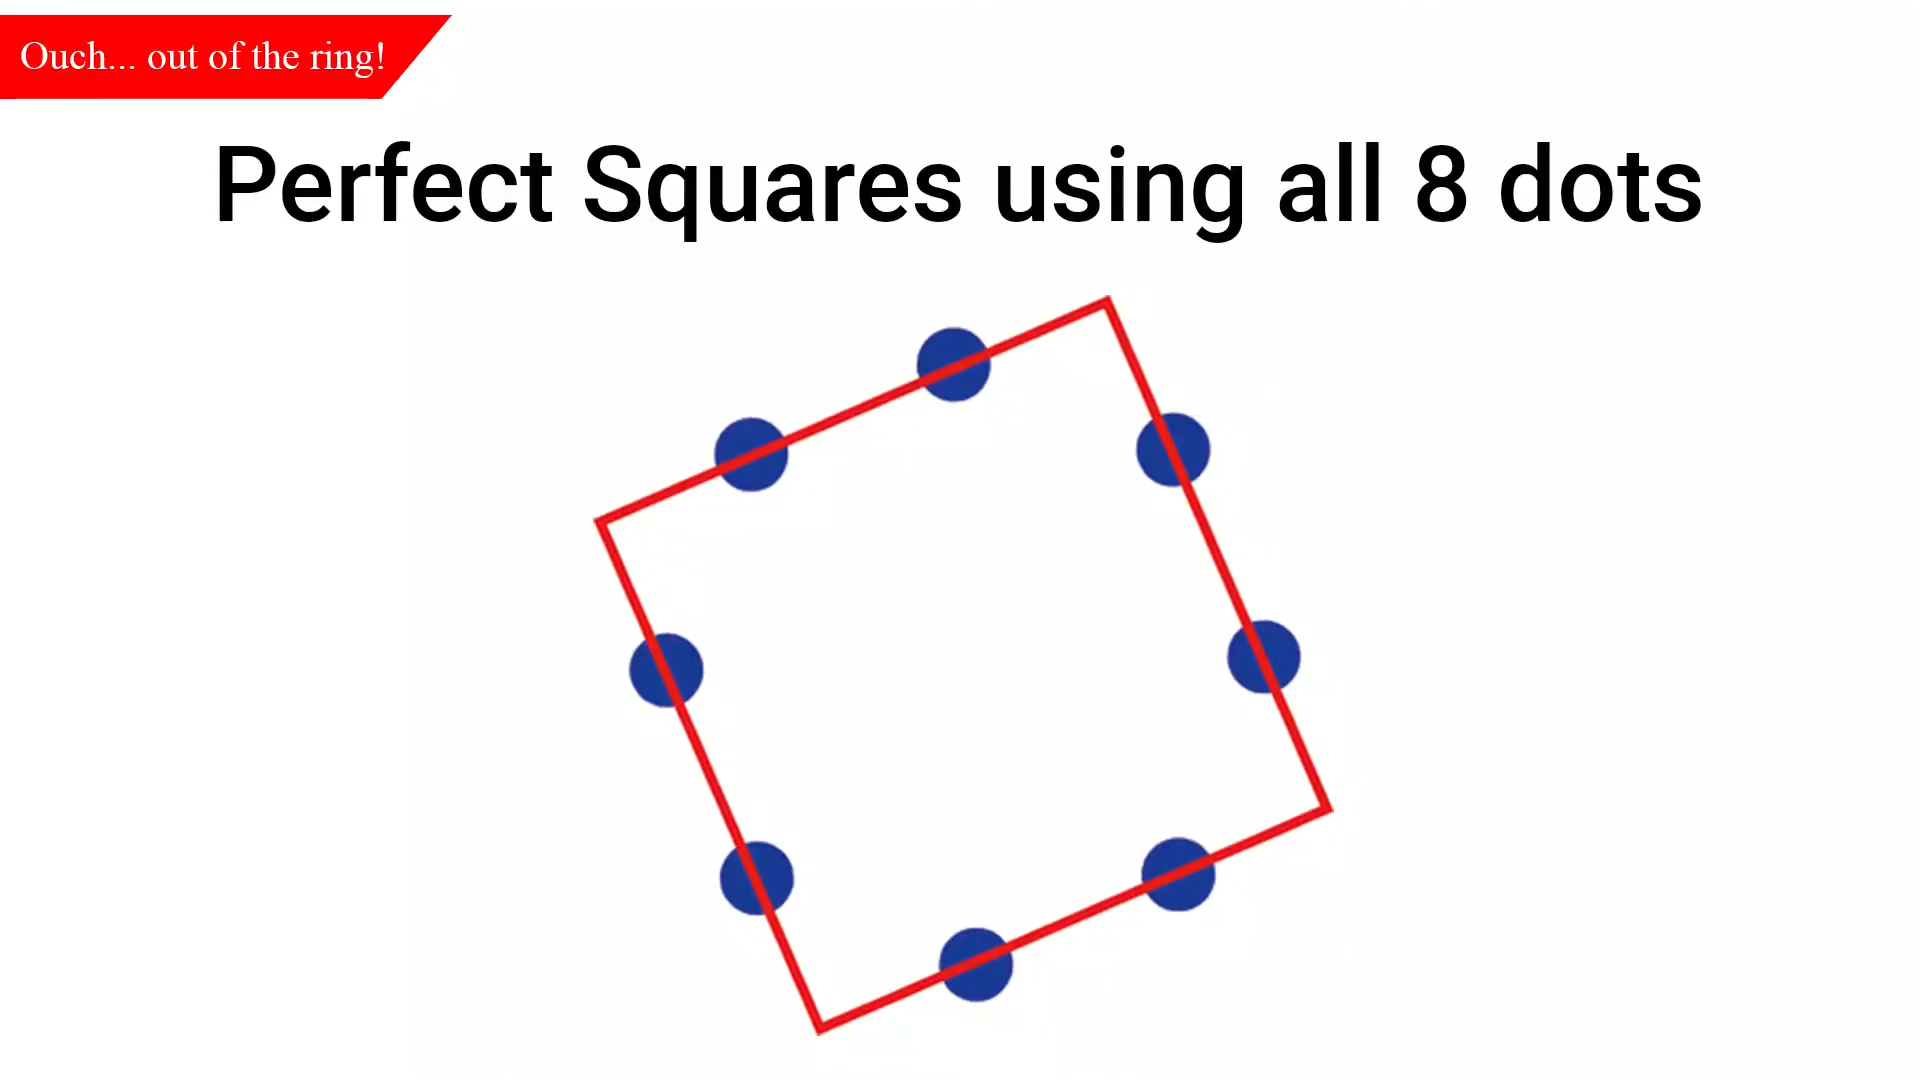 Ouch... out of the ring!
Perfect Squares using all 8 dots